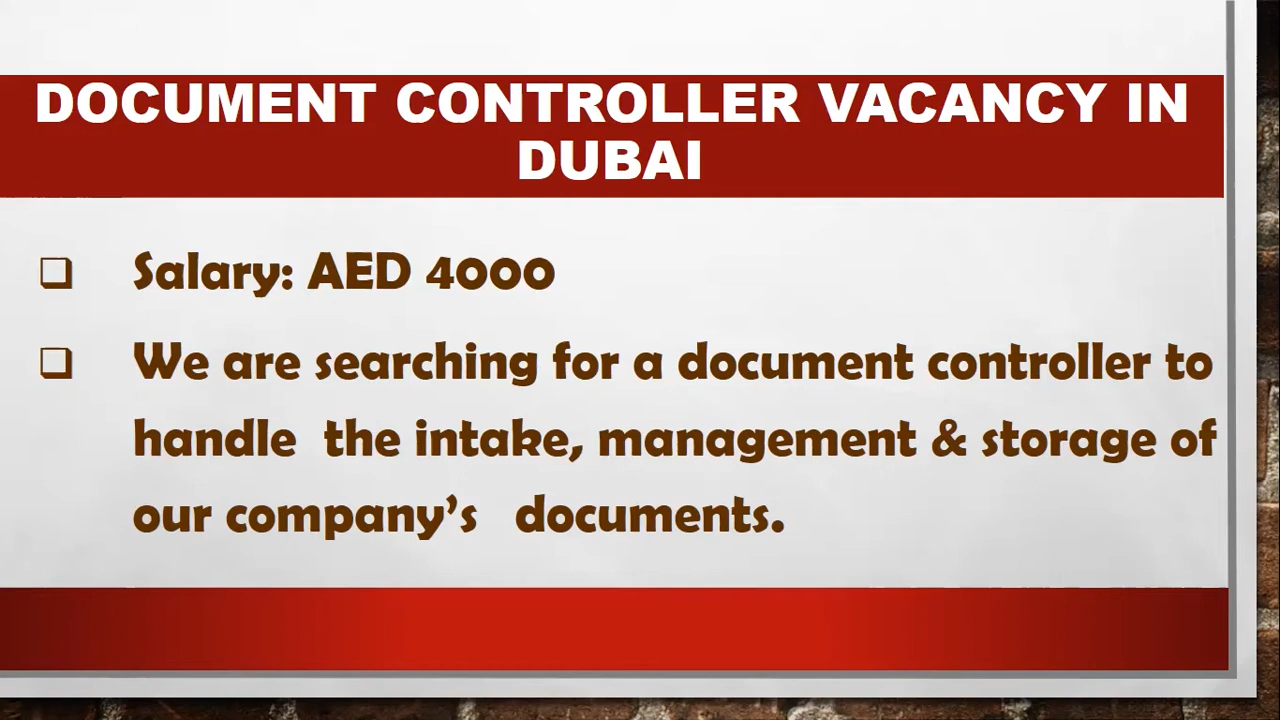 DOCUMENT CONTROLLER VACANCY IN
DUBAI
Salary: AED 4000
We are searching for a document controller to
handle the intake, management & storage of
our company’s documents.